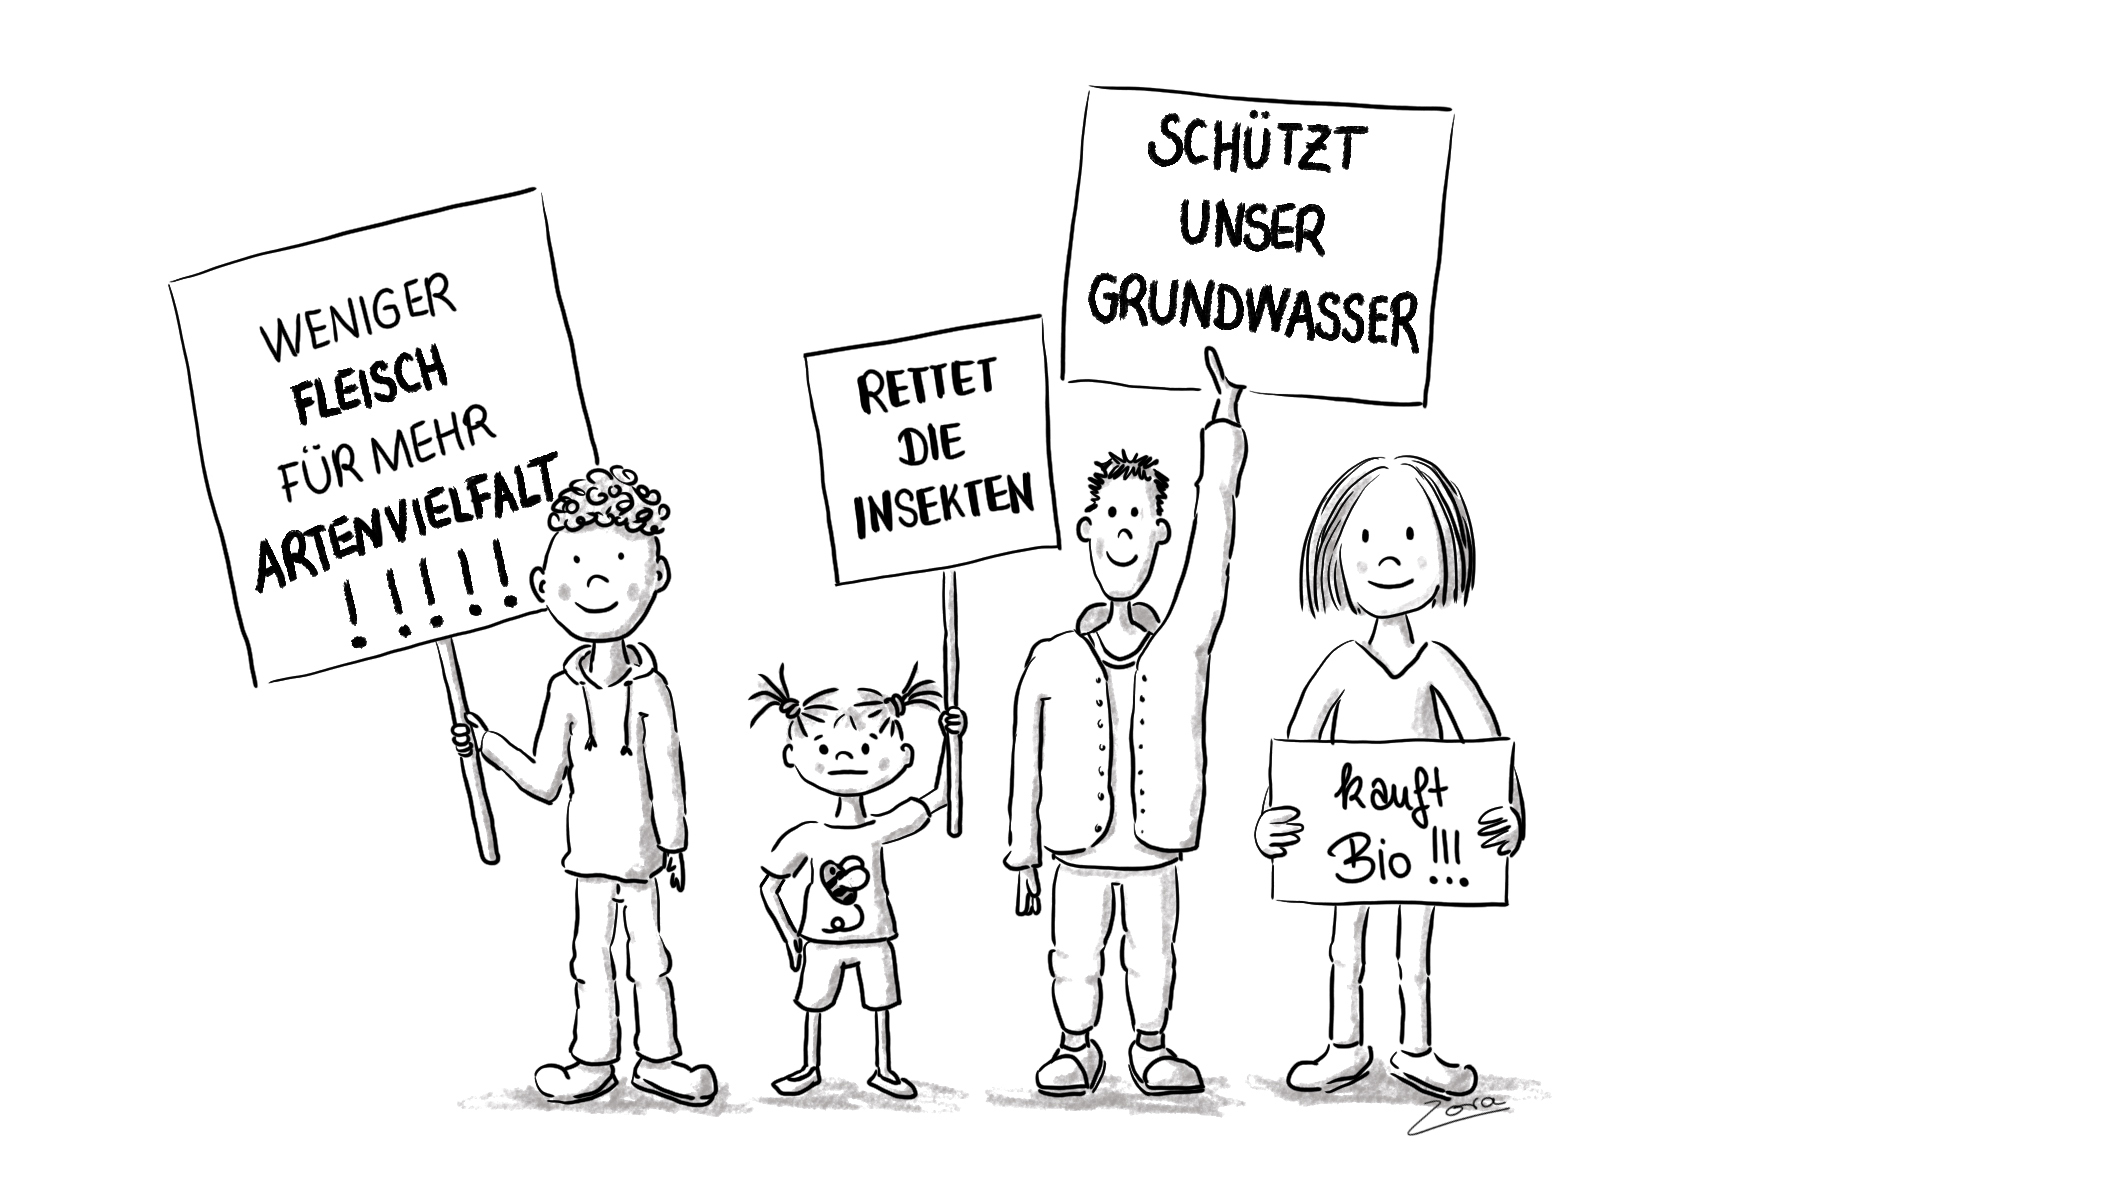 WENIGER
FLEISCH
FÜR MEHR
ARTENVIELFALT
!!!!!
RETTET
DIE
INSEKTEN
SCHÜTZT
UNSER
GRUNDWASSER
kauft
Bio !!!
Zora